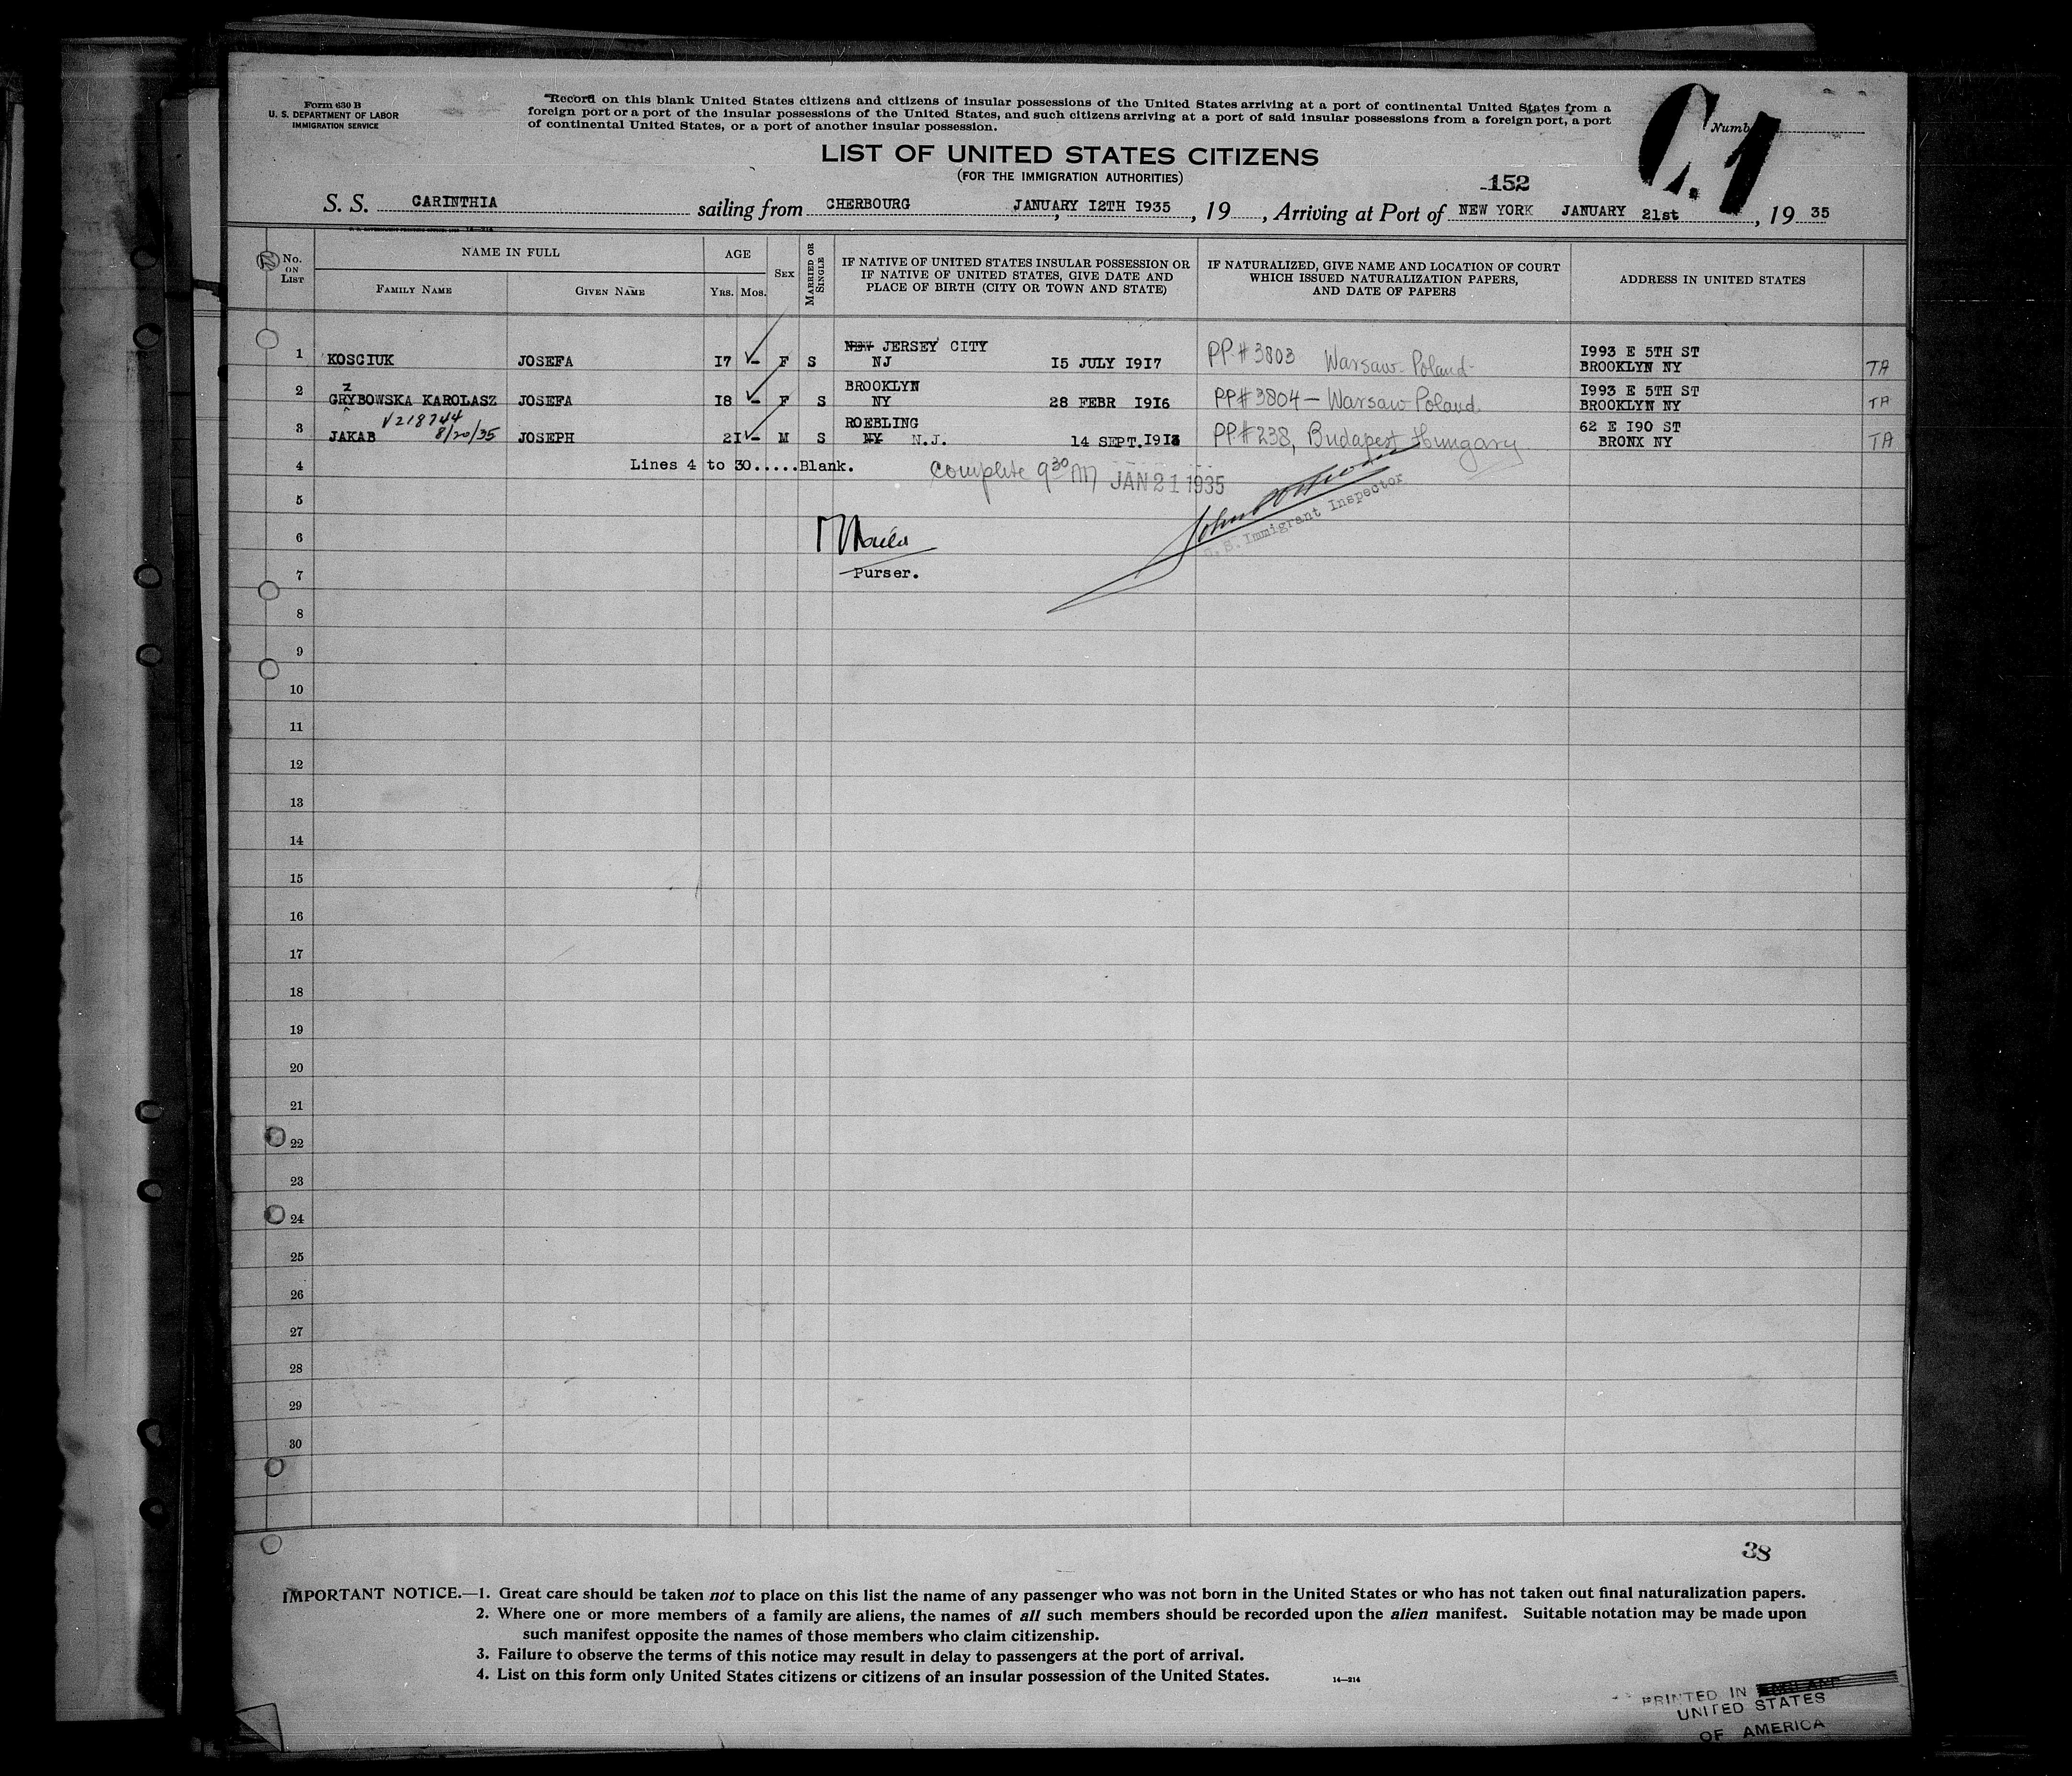 Form 630 B
U. S. DEPARTMENT OF LABOR
IMMIGRATION SERVICE
Record on this blank United States citizens and citizens of insular possessions of the United States arriving at a port of continental United States from a
foreign port or a port of the insular possessions of the United States, and such citizens arriving at a port of said insular possessions from a foreign port, a port
of continental United States, or a port of another insular possession.
C.1
Number
LIST OF UNITED STATES CITIZENS
(FOR THE IMMIGRATION AUTHORITIES)
152
S. S. CARINTHIA sailing from CHERBOURG JANUARY I2TH I935, 19 , Arriving at Port of NEW YORK JANUARY 21st, 19 35
No. ON LIST
NAME IN FULL
FAMILY NAME
GIVEN NAME
AGE
YRS. MOS.
SEX
MARRIED OR SINGLE
IF NATIVE OF UNITED STATES INSULAR POSSESSION OR
IF NATIVE OF UNITED STATES, GIVE DATE AND
PLACE OF BIRTH (CITY OR TOWN AND STATE)
IF NATURALIZED, GIVE NAME AND LOCATION OF COURT
WHICH ISSUED NATURALIZATION PAPERS,
AND DATE OF PAPERS
ADDRESS IN UNITED STATES
NEW JERSEY CITY
1 KOSCIUK JOSEFA I7 - F S NJ I5 JULY I9I7 PP#3803 Warsaw-Poland I993 E 5TH ST
BROOKLYN NY TA
BROOKLYN
2 GRZYBOWSKA KAROLASZ JOSEFA I8 - F S NY 28 FEBR I9I6 PP#3804 - Warsaw Poland I993 E 5TH ST
BROOKLYN NY TA
V218744
8/20/35
ROEBLING
3 JAKAB JOSEPH 2I - M S NY N.J. 14 SEPT.I913 PP#238, Budapest Hungary 62 E I90 ST
BRONX NY TA
4 Lines 4 to 30.....Blank.
complete 9 30 M JAN 21 1935
5
U. S. Immigrant Inspector
6
7 Purser.
8
9
10
11
12
13
14
15
16
17
18
19
20
21
22
23
24
25
26
27
28
29
30
38
IMPORTANT NOTICE.—1. Great care should be taken not to place on this list the name of any passenger who was not born in the United States or who has not taken out final naturalization papers.
2. Where one or more members of a family are aliens, the names of all such members should be recorded upon the alien manifest. Suitable notation may be made upon
such manifest opposite the names of those members who claim citizenship.
3. Failure to observe the terms of this notice may result in delay to passengers at the port of arrival.
4. List on this form only United States citizens or citizens of an insular possession of the United States.
14—214
PRINTED IN
UNITED STATES
OF AMERICA